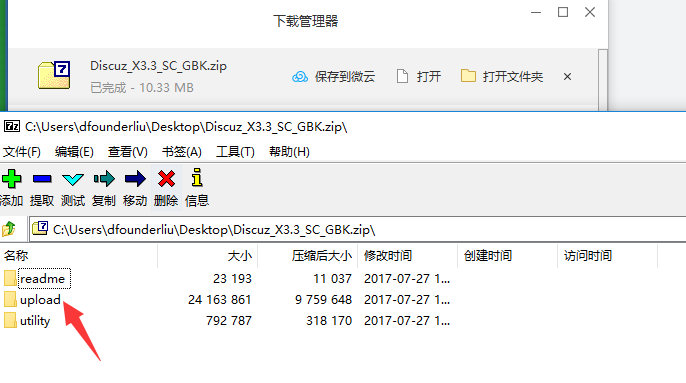 下载管理器
Discuz_X3.3_SC_GBK.zip
已完成 - 10.33 MB
保存到微云 打开 打开文件夹
C:\Users\dfounderliu\Desktop\Discuz_X3.3_SC_GBK.zip\
文件(F) 编辑(E) 查看(V) 书签(A) 工具(T) 帮助(H)
添加 提取 测试 复制 移动 删除 信息
C:\Users\dfounderliu\Desktop\Discuz_X3.3_SC_GBK.zip\
名称 大小 压缩后大小 修改时间 创建时间 访问时间
readme 23 193 11 037 2017-07-27 1...
upload 24 163 861 9 759 648 2017-07-27 1...
utility 792 787 318 170 2017-07-27 1...